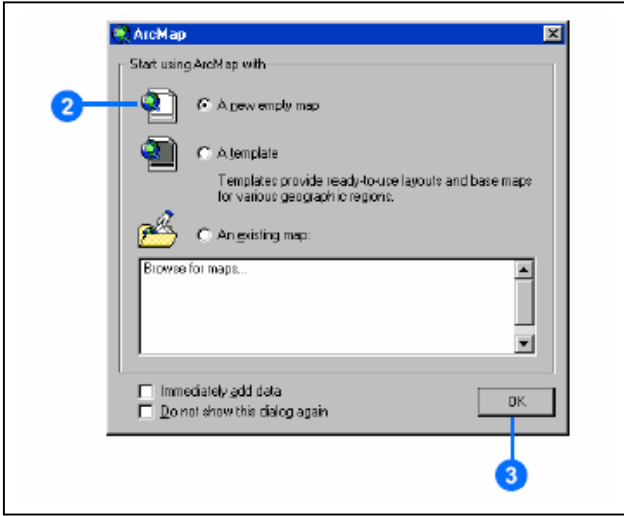 ArcMap
Start using ArcMap with
2
A new empty map
A template
Templates provide ready-to-use layouts and base maps
for various geographic regions.
An existing map:
Browse for maps...
Immediately add data
Do not show this dialog again
OK
3